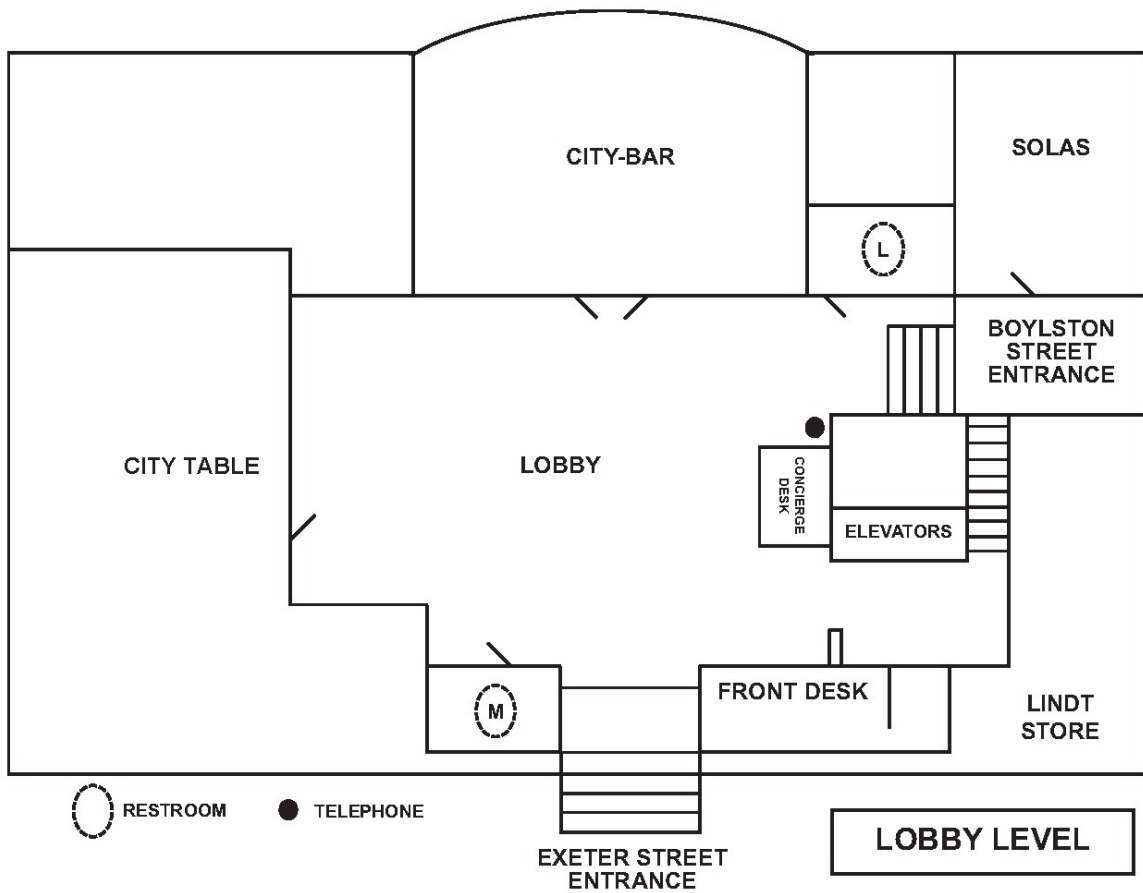 CITY-BAR
SOLAS
L
BOYLSTON
STREET
ENTRANCE
CITY TABLE
LOBBY
CONCIERGE
DESK
ELEVATORS
M
FRONT DESK
LINDT
STORE
RESTROOM
TELEPHONE
EXETER STREET
ENTRANCE
LOBBY LEVEL